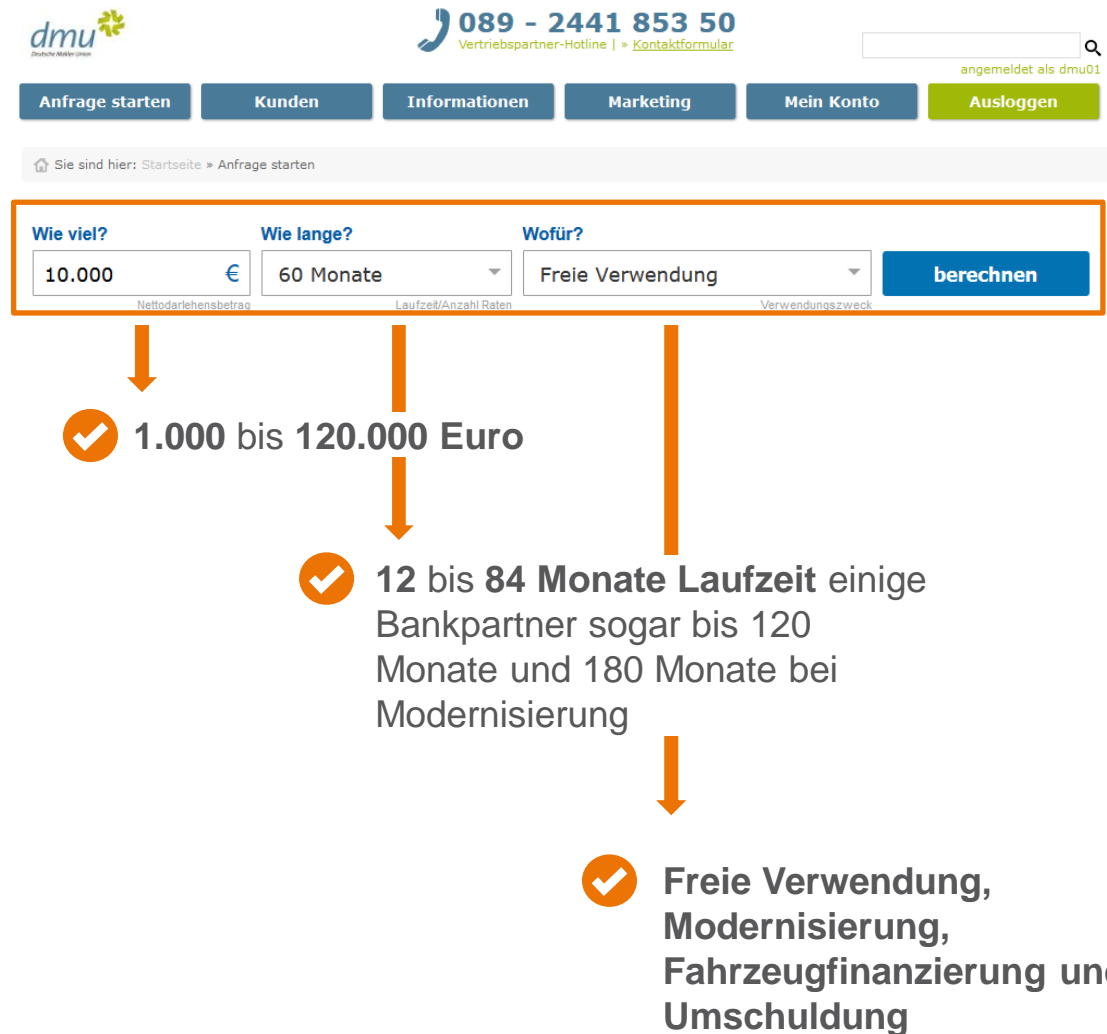 dmu
Deutsche Makler Union
089 - 2441 853 50
Vertriebspartner-Hotline | » Kontaktformular
angemeldet als dmu01
Anfrage starten Kunden Informationen Marketing Mein Konto Ausloggen
Sie sind hier: Startseite » Anfrage starten
Wie viel? Wie lange? Wofür?
10.000 € 60 Monate Freie Verwendung berechnen
Nettodarlehensbetrag Laufzeit/Anzahl Raten Verwendungszweck
1.000 bis 120.000 Euro
12 bis 84 Monate Laufzeit einige
Bankpartner sogar bis 120
Monate und 180 Monate bei
Modernisierung
Freie Verwendung,
Modernisierung,
Fahrzeugfinanzierung und
Umschuldung